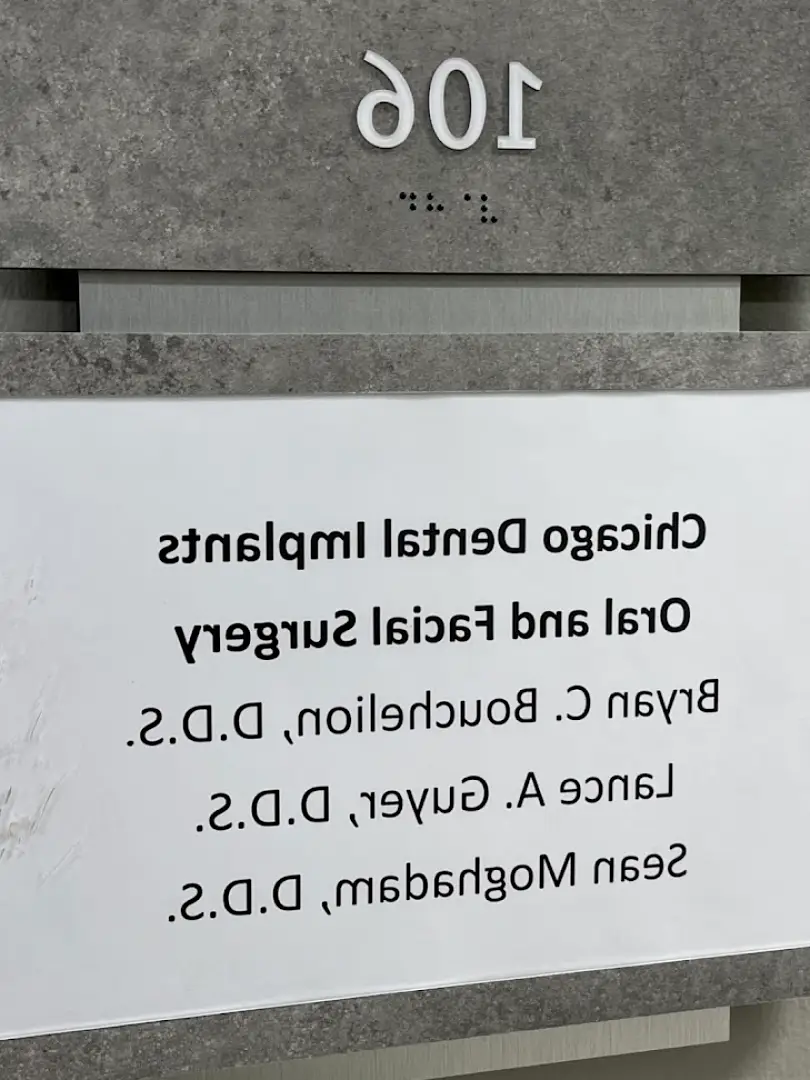 106
Chicago Dental Implants
Oral and Facial Surgery
Bryan C. Bouchelion, D.D.S.
Lance A. Guyer, D.D.S.
Sean Moghadam, D.D.S.